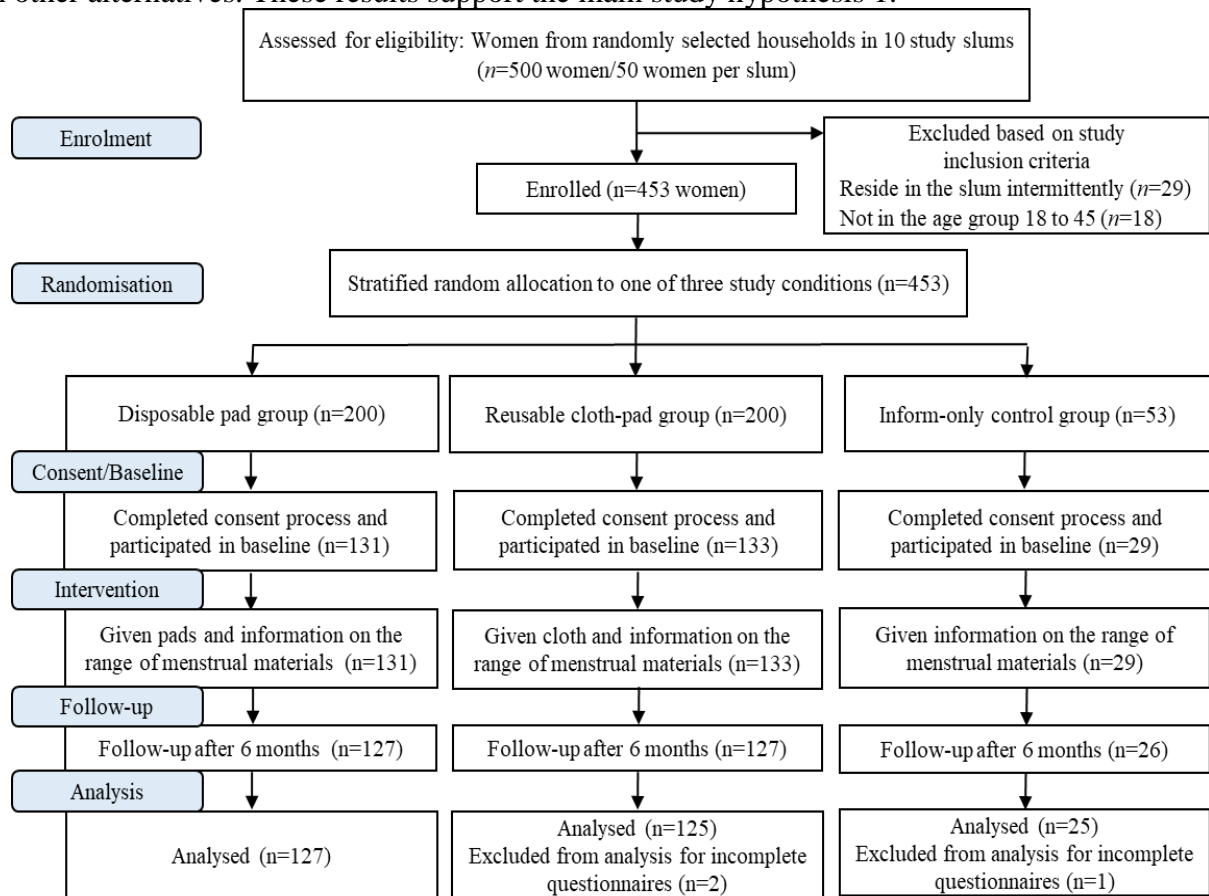 other alternatives. These results support the main study hypothesis 1.
Assessed for eligibility: Women from randomly selected households in 10 study slums
(n=500 women/50 women per slum)
Enrolment
Excluded based on study
inclusion criteria
Reside in the slum intermittently (n=29)
Not in the age group 18 to 45 (n=18)
Enrolled (n=453 women)
Randomisation
Stratified random allocation to one of three study conditions (n=453)
Disposable pad group (n=200)
Reusable cloth-pad group (n=200)
Inform-only control group (n=53)
Consent/Baseline
Completed consent process and
participated in baseline (n=131)
Completed consent process and
participated in baseline (n=133)
Completed consent process and
participated in baseline (n=29)
Intervention
Given pads and information on the
range of menstrual materials (n=131)
Given cloth and information on the
range of menstrual materials (n=133)
Given information on the range of
menstrual materials (n=29)
Follow-up
Follow-up after 6 months (n=127)
Follow-up after 6 months (n=127)
Follow-up after 6 months (n=26)
Analysis
Analysed (n=127)
Analysed (n=125)
Excluded from analysis for incomplete
questionnaires (n=2)
Analysed (n=25)
Excluded from analysis for incomplete
questionnaires (n=1)